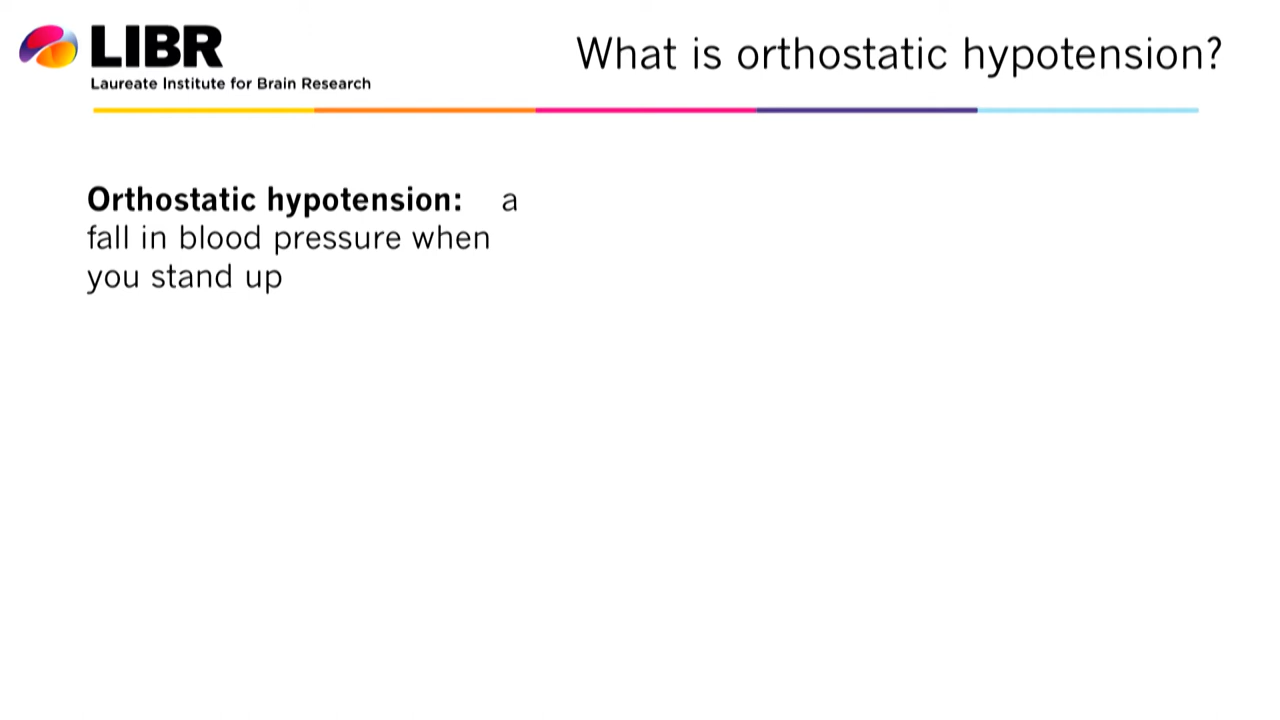 LIBR
Laureate Institute for Brain Research
What is orthostatic hypotension?
Orthostatic hypotension: a
fall in blood pressure when
you stand up